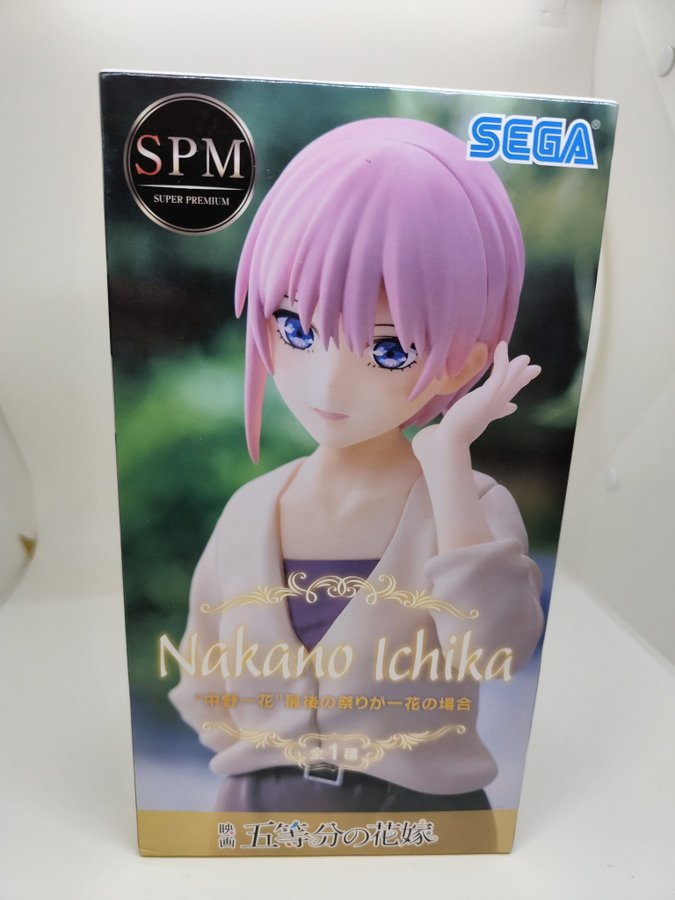 SPM
SUPER PREMIUM
SEGA®
Nakano Ichika
"中野一花"最後の祭りが一花の場合
全1種
映画 五等分の花嫁